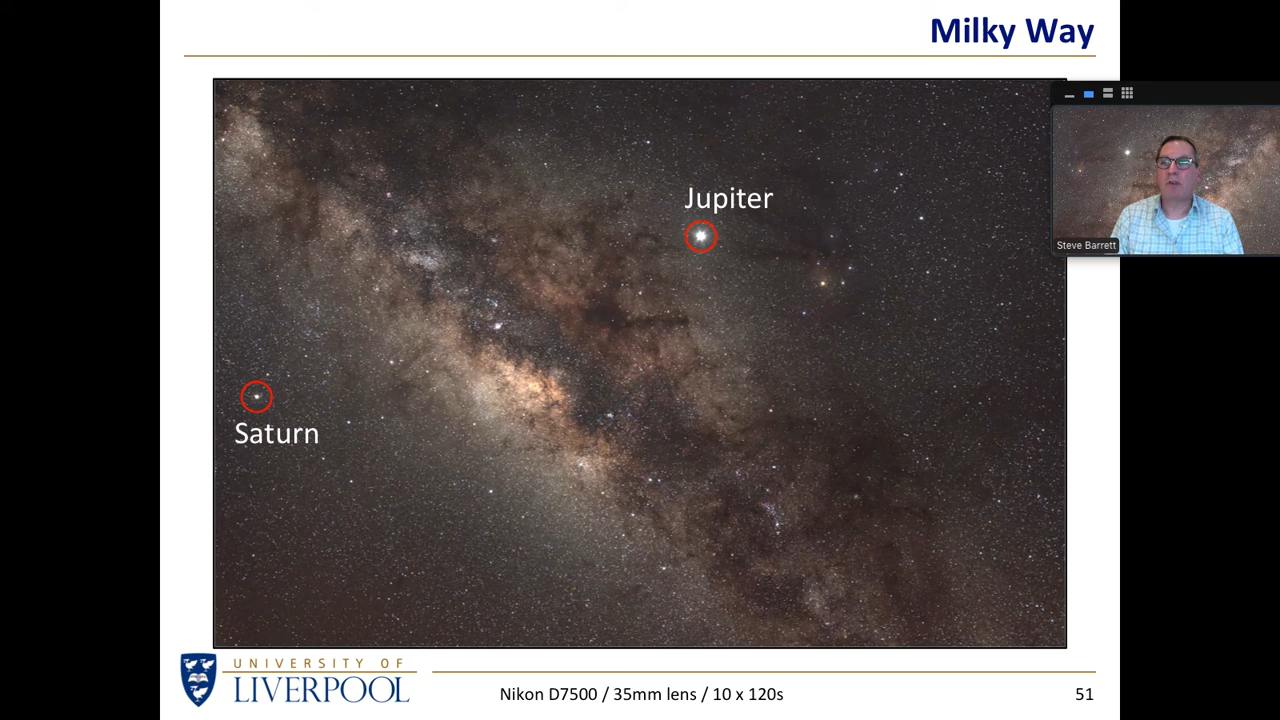 Milky Way
Jupiter
Steve Barrett
Saturn
UNIVERSITY OF
LIVERPOOL
Nikon D7500 / 35mm lens / 10 x 120s
51